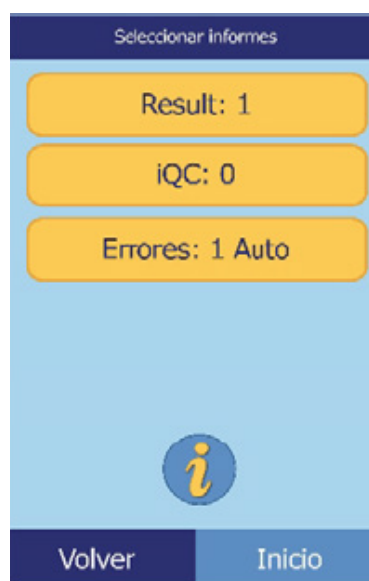 Seleccionar informes
Result: 1
iQC: 0
Errores: 1 Auto
i
Volver Inicio